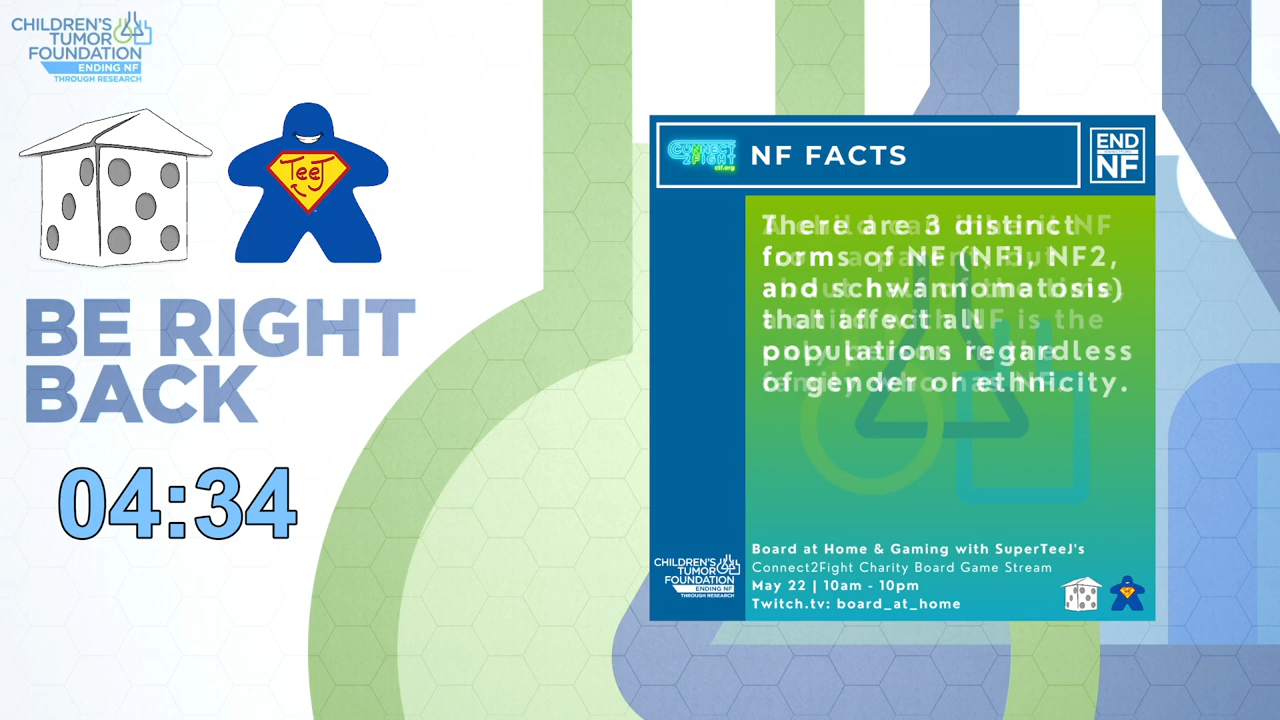 CHILDREN'S
TUMOR
FOUNDATION
ENDING NF
THROUGH RESEARCH
TeeJ
BE RIGHT
BACK
04:34
CONNECT
2FIGHT
ctf.org
NF FACTS
END
NF
There are 3 distinct
forms of NF (NF1, NF2,
and schwannomatosis)
that affect all
populations regardless
of gender or ethnicity.
CHILDREN'S
TUMOR
FOUNDATION
ENDING NF
THROUGH RESEARCH
Board at Home & Gaming with SuperTeeJ's
Connect2Fight Charity Board Game Stream
May 22 | 10am - 10pm
Twitch.tv: board_at_home